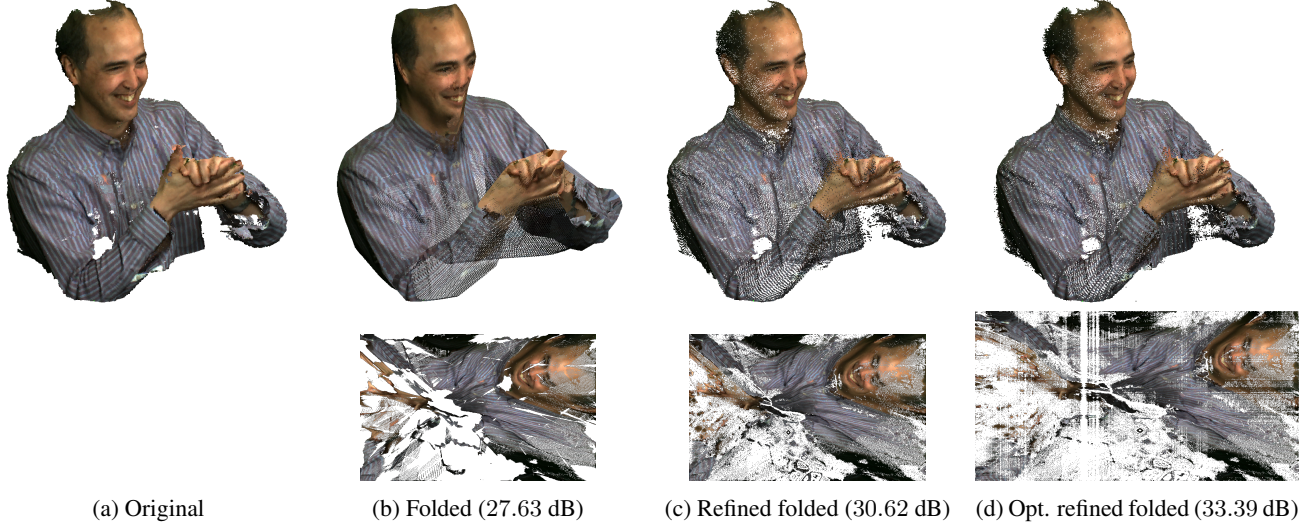 (a) Original
(b) Folded (27.63 dB)
(c) Refined folded (30.62 dB)
(d) Opt. refined folded (33.39 dB)